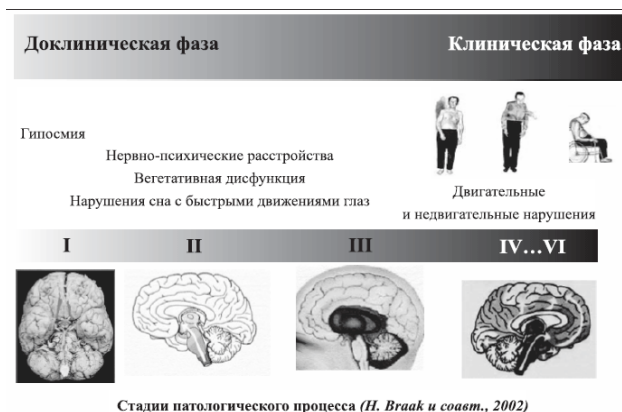 Доклиническая фаза
Клиническая фаза
Гипосмия
Нервно-психические расстройства
Вегетативная дисфункция
Нарушения сна с быстрыми движениями глаз
Двигательные
и недвигательные нарушения
I II III IV...VI
Стадии патологического процесса (H. Braak и соавт., 2002)